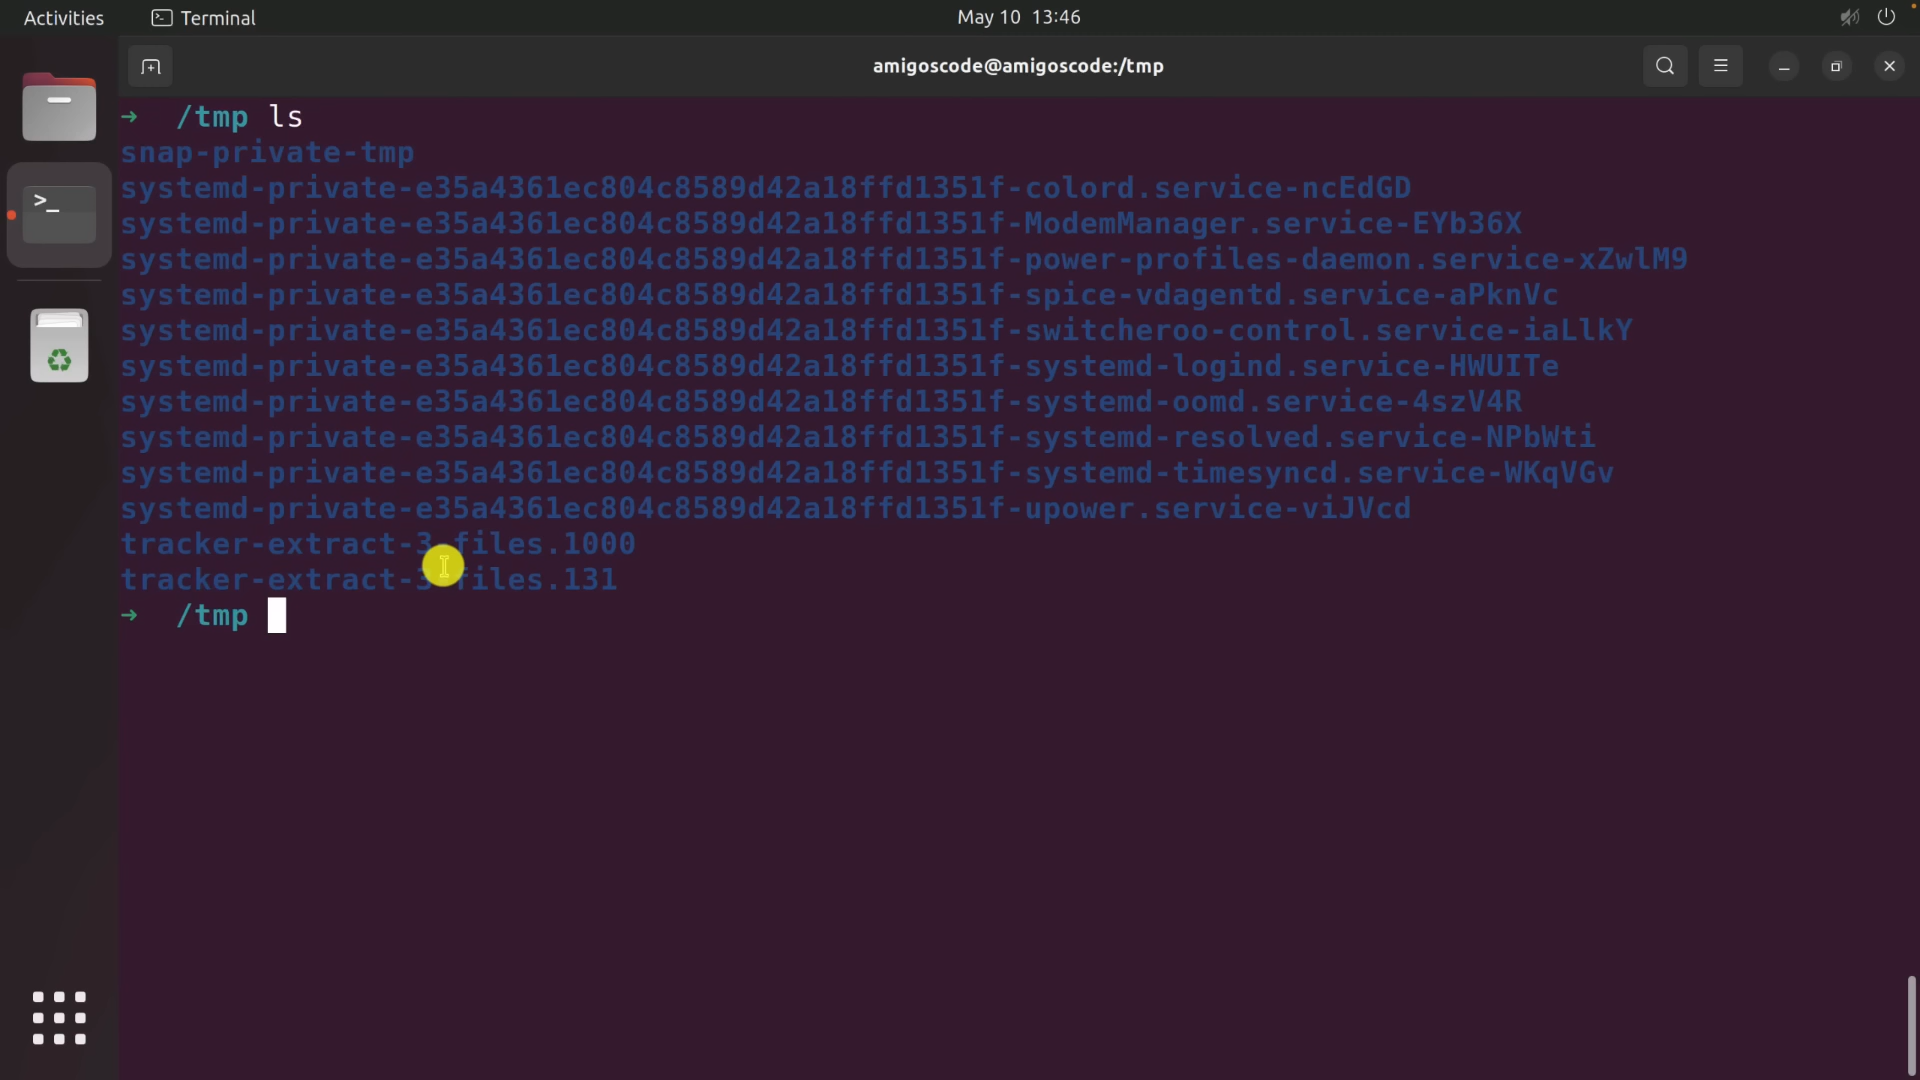 Activities Terminal May 10 13:46
amigoscode@amigoscode:/tmp
→ /tmp ls
snap-private-tmp
systemd-private-e35a4361ec804c8589d42a18ffd1351f-colord.service-ncEdGD
systemd-private-e35a4361ec804c8589d42a18ffd1351f-ModemManager.service-EYb36X
systemd-private-e35a4361ec804c8589d42a18ffd1351f-power-profiles-daemon.service-xZwlM9
systemd-private-e35a4361ec804c8589d42a18ffd1351f-spice-vdagentd.service-aPknVc
systemd-private-e35a4361ec804c8589d42a18ffd1351f-switcheroo-control.service-iaLlkY
systemd-private-e35a4361ec804c8589d42a18ffd1351f-systemd-logind.service-HWUITe
systemd-private-e35a4361ec804c8589d42a18ffd1351f-systemd-oomd.service-4szV4R
systemd-private-e35a4361ec804c8589d42a18ffd1351f-systemd-resolved.service-NPbWti
systemd-private-e35a4361ec804c8589d42a18ffd1351f-systemd-timesyncd.service-WKqVGv
systemd-private-e35a4361ec804c8589d42a18ffd1351f-upower.service-viJVcd
tracker-extract-3-files.1000
tracker-extract-3-files.131
→ /tmp